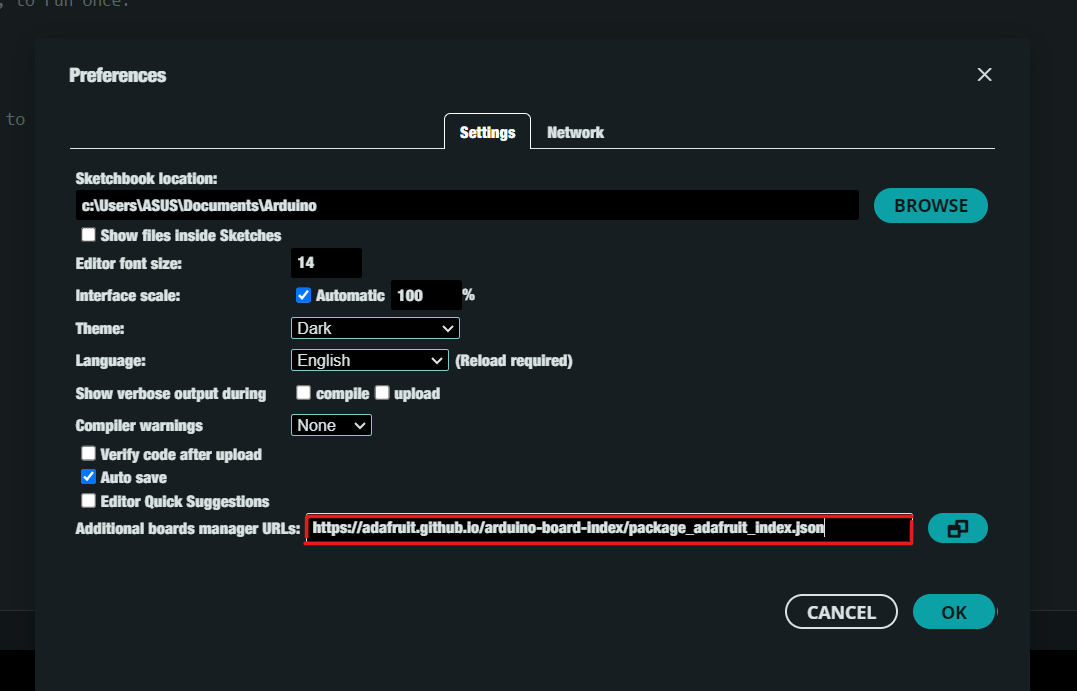 , to run once.
to
Preferences
Settings Network
Sketchbook location:
c:\Users\ASUS\Documents\Arduino
BROWSE
Show files inside Sketches
Editor font size: 14
Interface scale: Automatic 100 %
Theme: Dark
Language: English (Reload required)
Show verbose output during compile upload
Compiler warnings None
Verify code after upload
Auto save
Editor Quick Suggestions
Additional boards manager URLs: https://adafruit.github.io/arduino-board-index/package_adafruit_index.json
CANCEL OK